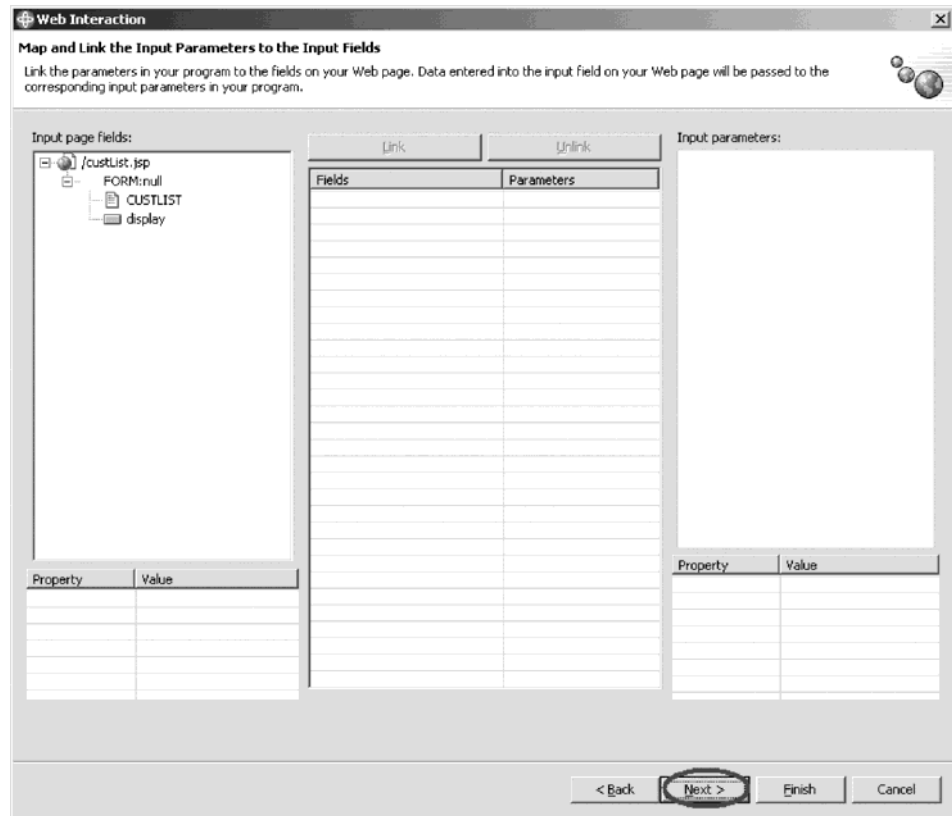 Web Interaction
Map and Link the Input Parameters to the Input Fields
Link the parameters in your program to the fields on your Web page. Data entered into the input field on your Web page will be passed to the
corresponding input parameters in your program.
Input page fields:
/custList.jsp
FORM:null
CUSTLIST
display
Property Value
Link Unlink
Fields Parameters
Input parameters:
Property Value
< Back Next > Finish Cancel